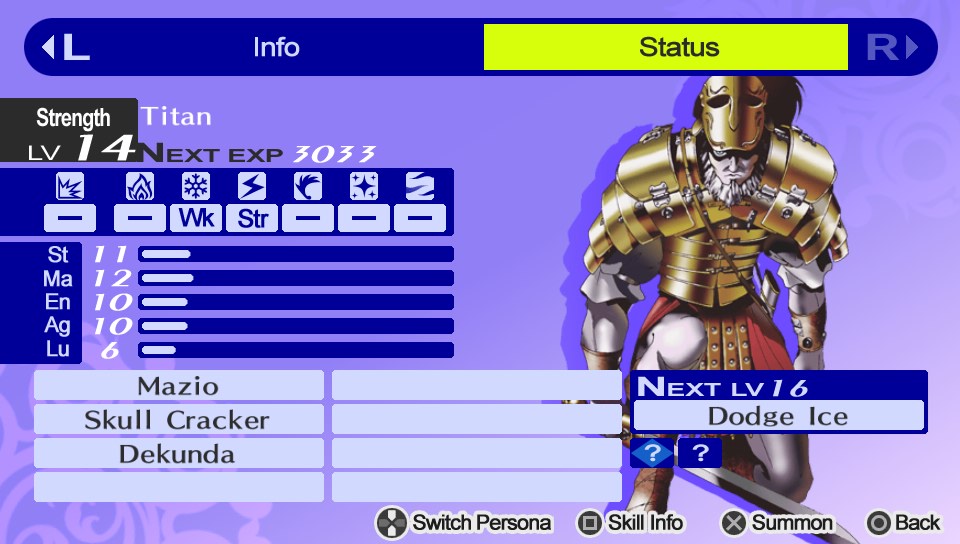 L Info Status R
Strength Titan
LV 14 NEXT EXP 3033
— — Wk Str — — —
St 11
Ma 12
En 10
Ag 10
Lu 6
Mazio
Skull Cracker
Dekunda
NEXT LV 16
Dodge Ice
? ?
Switch Persona Skill Info Summon Back